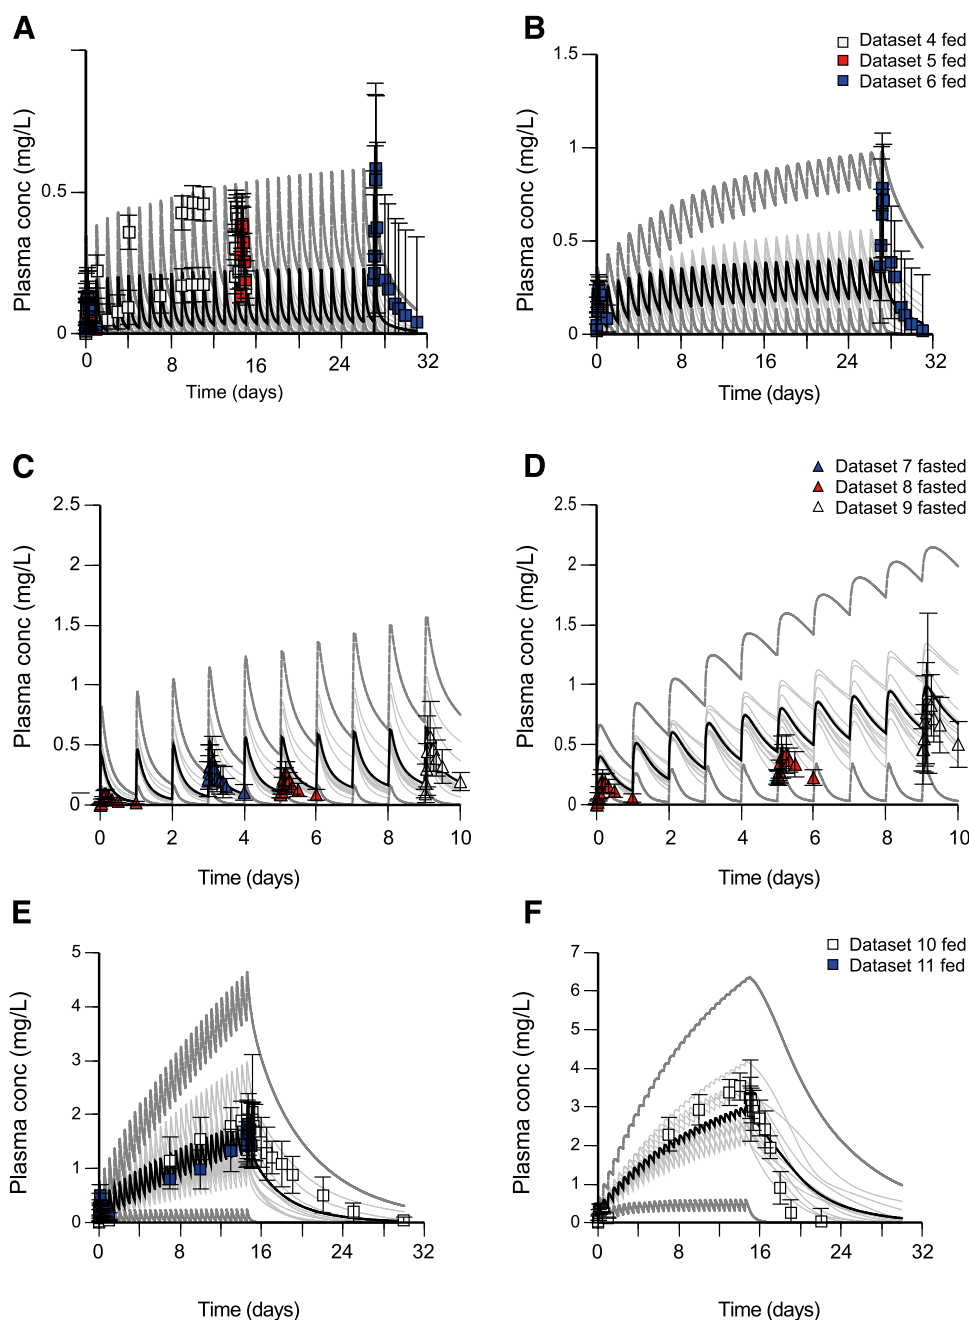 A
B
Dataset 4 fed
Dataset 5 fed
Dataset 6 fed
Plasma conc (mg/L)
0.5
0
0 8 16 24 32
Time (days)
Plasma conc (mg/L)
1.5
1
0.5
0
0 8 16 24 32
Time (days)
C
D
Dataset 7 fasted
Dataset 8 fasted
Dataset 9 fasted
Plasma conc (mg/L)
2.5
2
1.5
1
0.5
0
0 2 4 6 8 10
Time (days)
Plasma conc (mg/L)
2.5
2
1.5
1
0.5
0
0 2 4 6 8 10
Time (days)
E
F
Dataset 10 fed
Dataset 11 fed
Plasma conc (mg/L)
5
4
3
2
1
0
0 8 16 24 32
Time (days)
Plasma conc (mg/L)
7
6
5
4
3
2
1
0
0 8 16 24 32
Time (days)